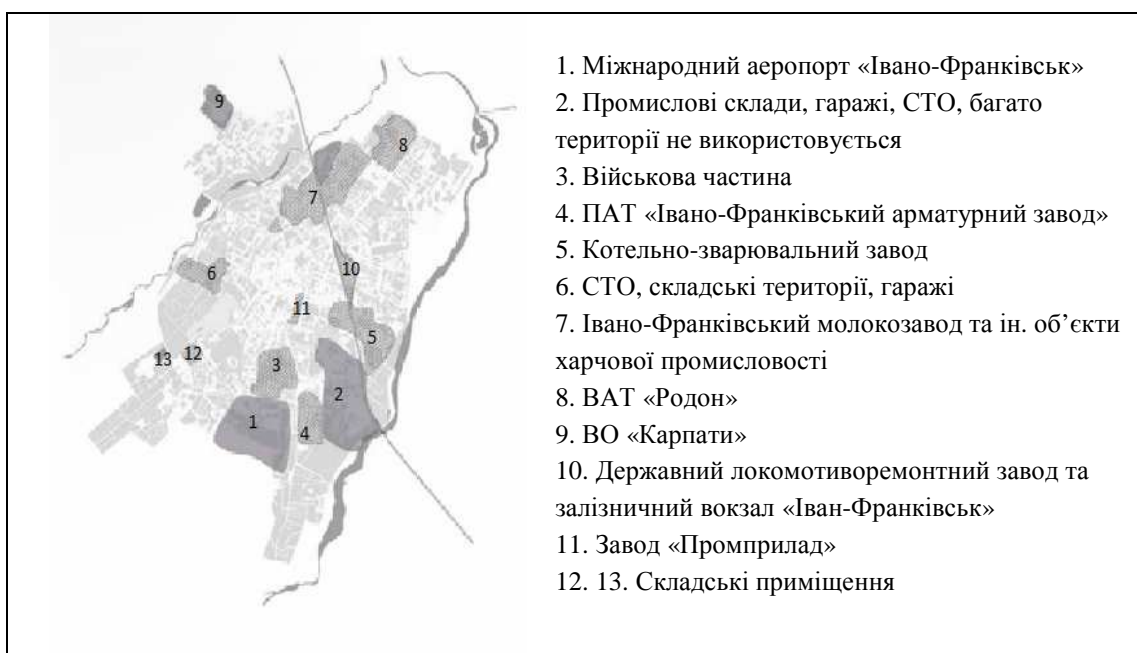 1. Міжнародний аеропорт «Івано-Франківськ»
2. Промислові склади, гаражі, СТО, багато
території не використовується
3. Військова частина
4. ПАТ «Івано-Франківський арматурний завод»
5. Котельно-зварювальний завод
6. СТО, складські території, гаражі
7. Івано-Франківський молокозавод та ін. об’єкти
харчової промисловості
8. ВАТ «Родон»
9. ВО «Карпати»
10. Державний локомотиворемонтний завод та
залізничний вокзал «Іван-Франківськ»
11. Завод «Промприлад»
12. 13. Складські приміщення
9
8
7
6
10
11
5
13
12
3
2
1
4